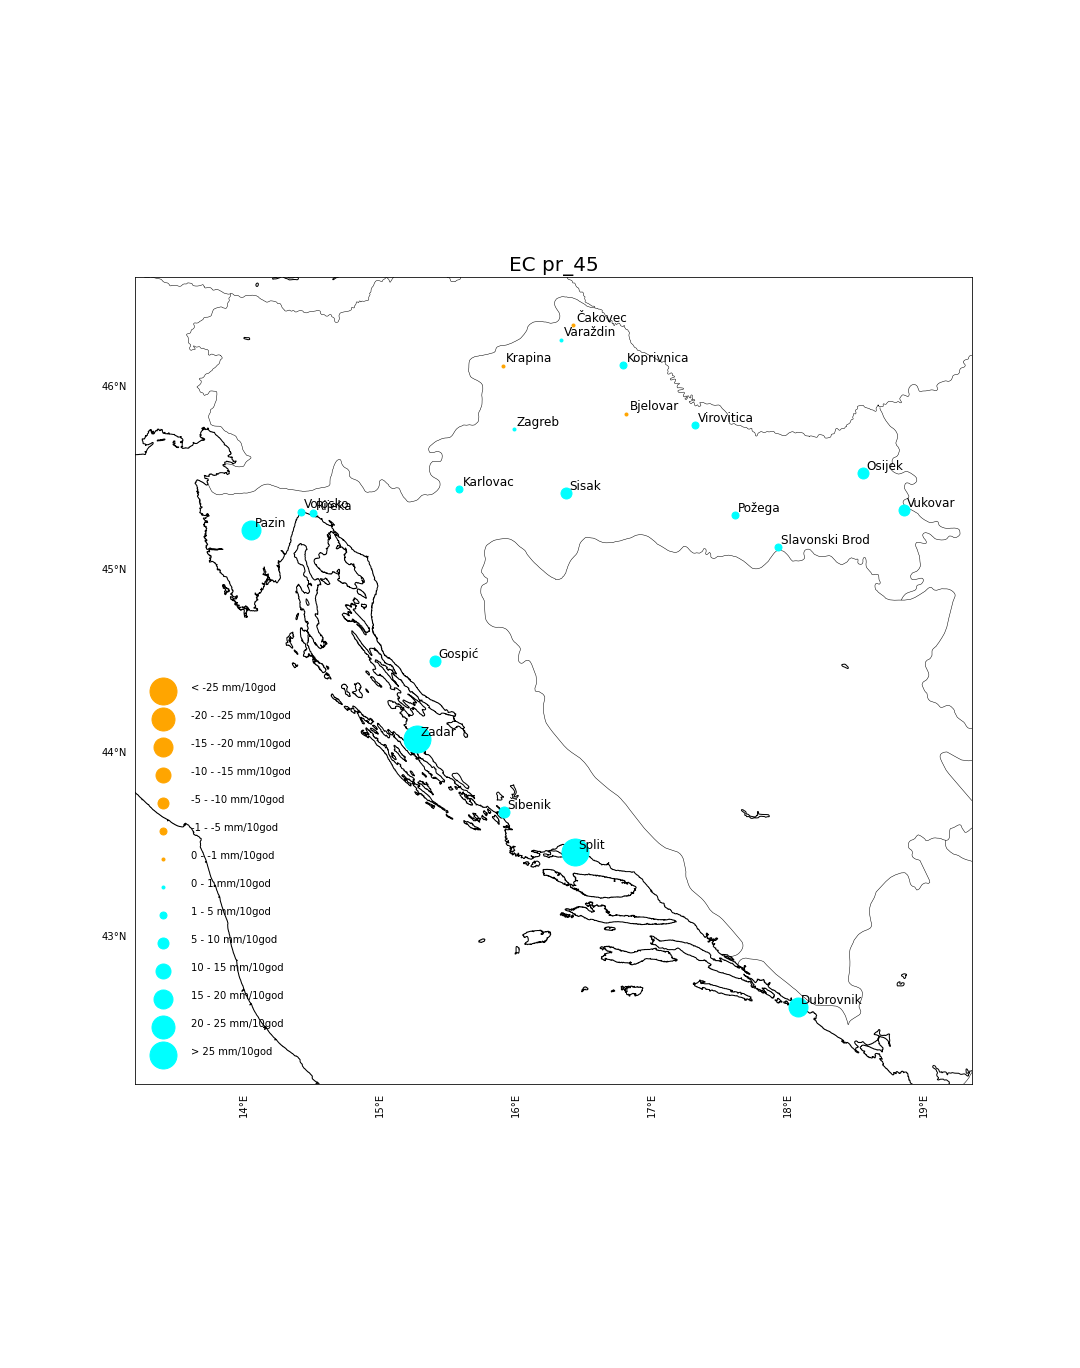 EC pr_45
Čakovec
Varaždin
Krapina
Koprivnica
46°N
Bjelovar
Virovitica
Zagreb
Osijek
Karlovac
Sisak
Volosko
Rijeka
Vukovar
Požega
Pazin
Slavonski Brod
45°N
Gospić
< -25 mm/10god
-20 - -25 mm/10god
Zadar
-15 - -20 mm/10god
44°N
-10 - -15 mm/10god
-5 - -10 mm/10god
Šibenik
-1 - -5 mm/10god
Split
0 - -1 mm/10god
0 - 1 mm/10god
1 - 5 mm/10god
43°N
5 - 10 mm/10god
10 - 15 mm/10god
15 - 20 mm/10god
Dubrovnik
20 - 25 mm/10god
> 25 mm/10god
14°E
15°E
16°E
17°E
18°E
19°E